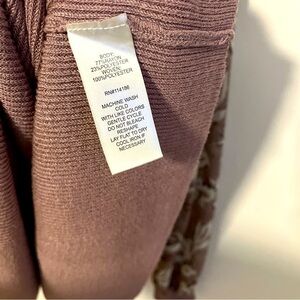 BODY:
77%RAYON
23%POLYESTER
WOVEN:
100%POLYESTER
RN#114186
MACHINE WASH
COLD
WITH LIKE COLORS
GENTLE CYCLE
DO NOT BLEACH
RESHAPE
LAY FLAT TO DRY
COOL IRON IF
NECESSARY